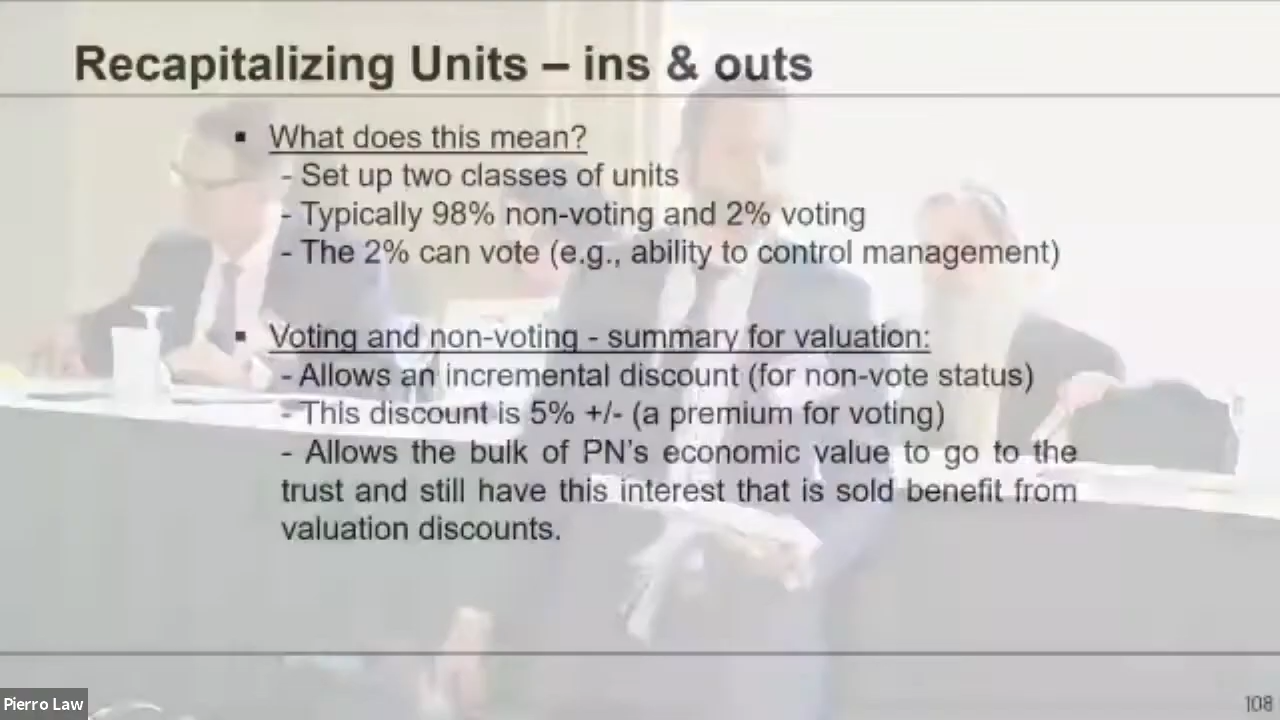 Recapitalizing Units – ins & outs
▪ What does this mean?
- Set up two classes of units
- Typically 98% non-voting and 2% voting
- The 2% can vote (e.g., ability to control management)
▪ Voting and non-voting - summary for valuation:
- Allows an incremental discount (for non-vote status)
- This discount is 5% +/- (a premium for voting)
- Allows the bulk of PN's economic value to go to the
trust and still have this interest that is sold benefit from
valuation discounts.
Pierro Law
108